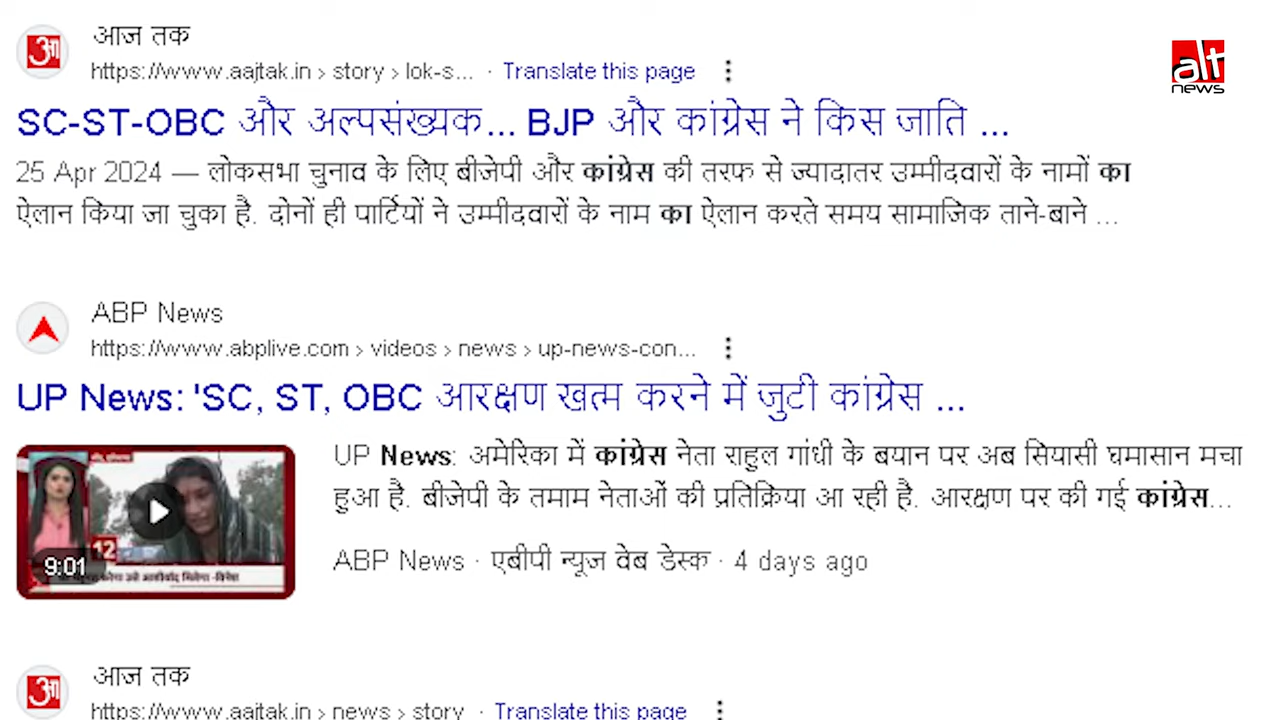 आज तक
https://www.aajtak.in › story › lok-s... · Translate this page
alt
news
SC-ST-OBC और अल्पसंख्यक... BJP और कांग्रेस ने किस जाति ...
25 Apr 2024 — लोकसभा चुनाव के लिए बीजेपी और कांग्रेस की तरफ से ज्यादातर उम्मीदवारों के नामों का
ऐलान किया जा चुका है. दोनों ही पार्टियों ने उम्मीदवारों के नाम का ऐलान करते समय सामाजिक ताने-बाने ...
ABP News
https://www.abplive.com › videos › news › up-news-con...
UP News: 'SC, ST, OBC आरक्षण खत्म करने में जुटी कांग्रेस ...
UP News: अमेरिका में कांग्रेस नेता राहुल गांधी के बयान पर अब सियासी घमासान मचा
हुआ है. बीजेपी के तमाम नेताओं की प्रतिक्रिया आ रही है. आरक्षण पर की गई कांग्रेस...
12
9:01
ABP News · एबीपी न्यूज वेब डेस्क · 4 days ago
आज तक
https://www.aajtak.in › news › story · Translate this page